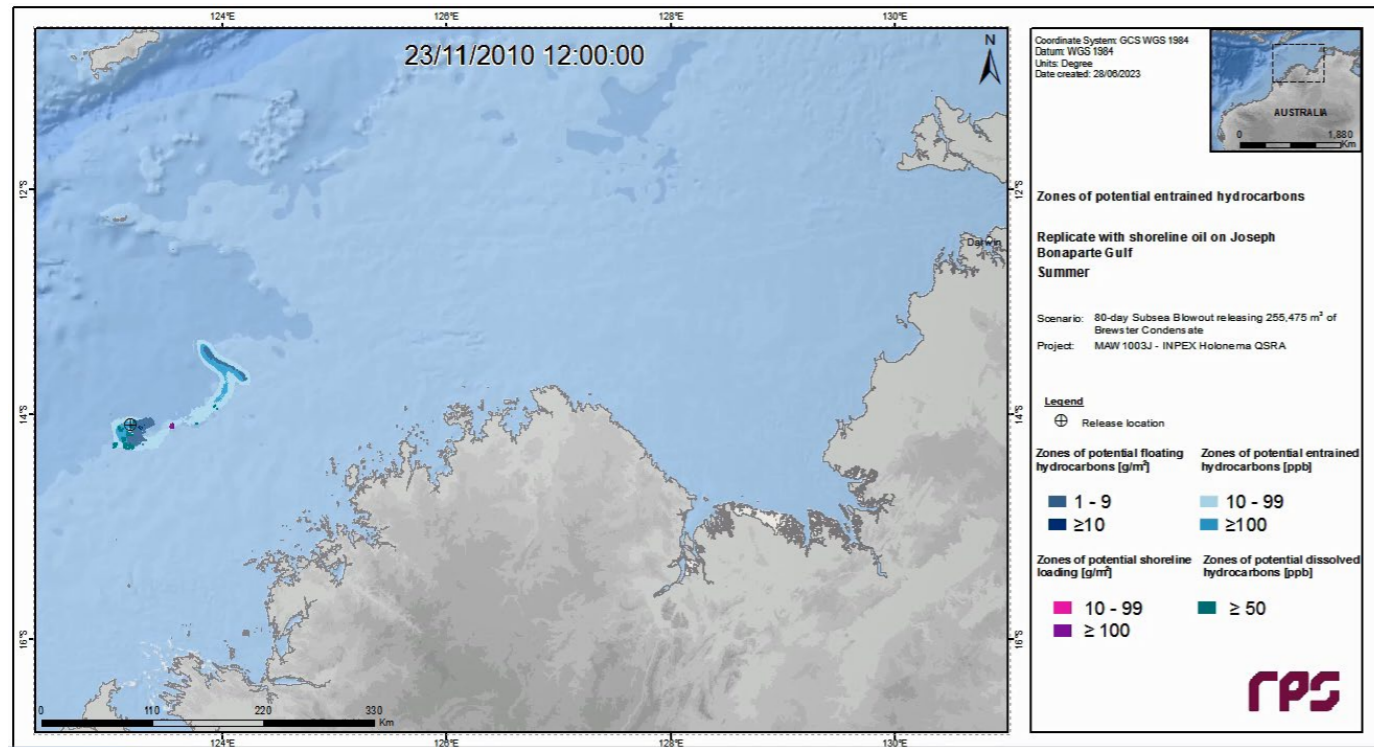 124°E 126°E 128°E 130°E
23/11/2010 12:00:00
N
12°S 12°S
Darwin
14°S 14°S
16°S 16°S
0 110 220 330
Km
124°E 126°E 128°E 130°E
Coordinate System: GCS WGS 1984
Datum: WGS 1984
Units: Degree
Date created: 28/06/2023
AUSTRALIA
0 1,880
Km
Zones of potential entrained hydrocarbons
Replicate with shoreline oil on Joseph
Bonaparte Gulf
Summer
Scenario: 80-day Subsea Blowout releasing 255,475 m³ of
Brewster Condensate
Project: MAW1003J - INPEX Holonema QSRA
Legend
Release location
Zones of potential floating
hydrocarbons [g/m²]
1 - 9
≥10
Zones of potential entrained
hydrocarbons [ppb]
10 - 99
≥100
Zones of potential shoreline
loading [g/m²]
10 - 99
≥ 100
Zones of potential dissolved
hydrocarbons [ppb]
≥ 50
rps